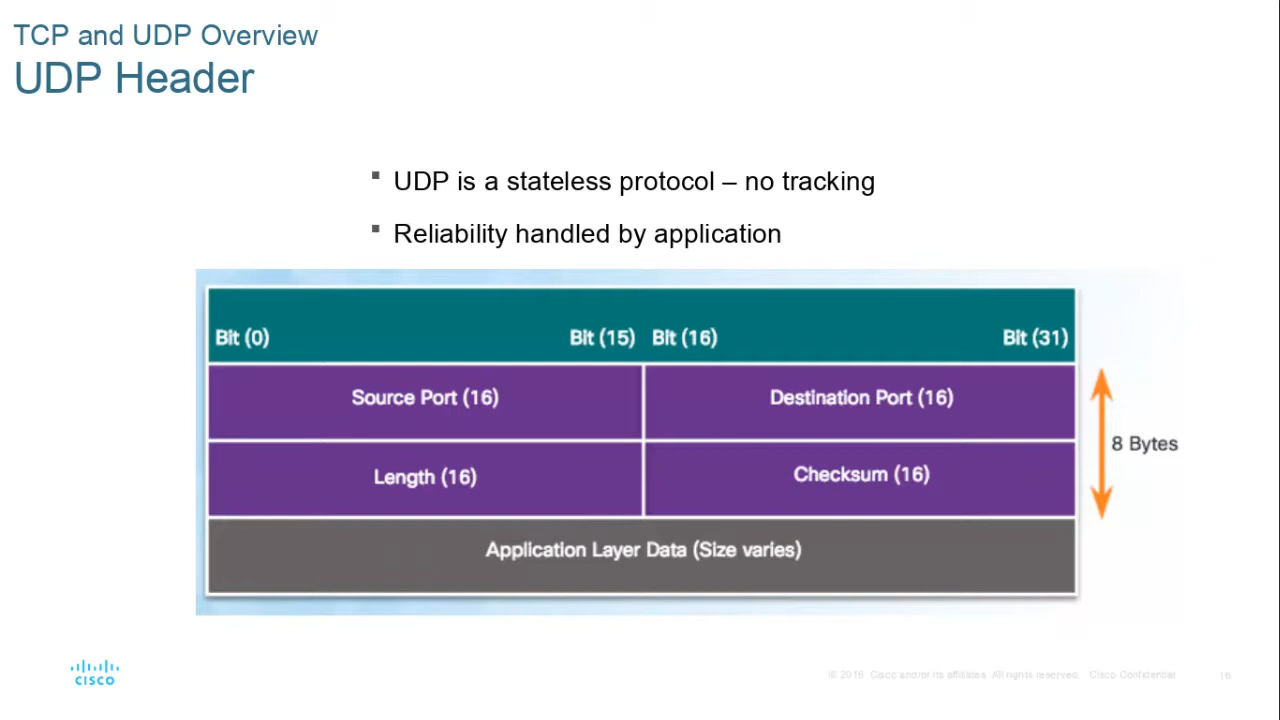 TCP and UDP Overview
UDP Header
▪ UDP is a stateless protocol – no tracking
▪ Reliability handled by application
Bit (0) Bit (15) Bit (16) Bit (31)
Source Port (16) Destination Port (16)
8 Bytes
Length (16) Checksum (16)
Application Layer Data (Size varies)
CISCO
© 2016 Cisco and/or its affiliates. All rights reserved. Cisco Confidential 16